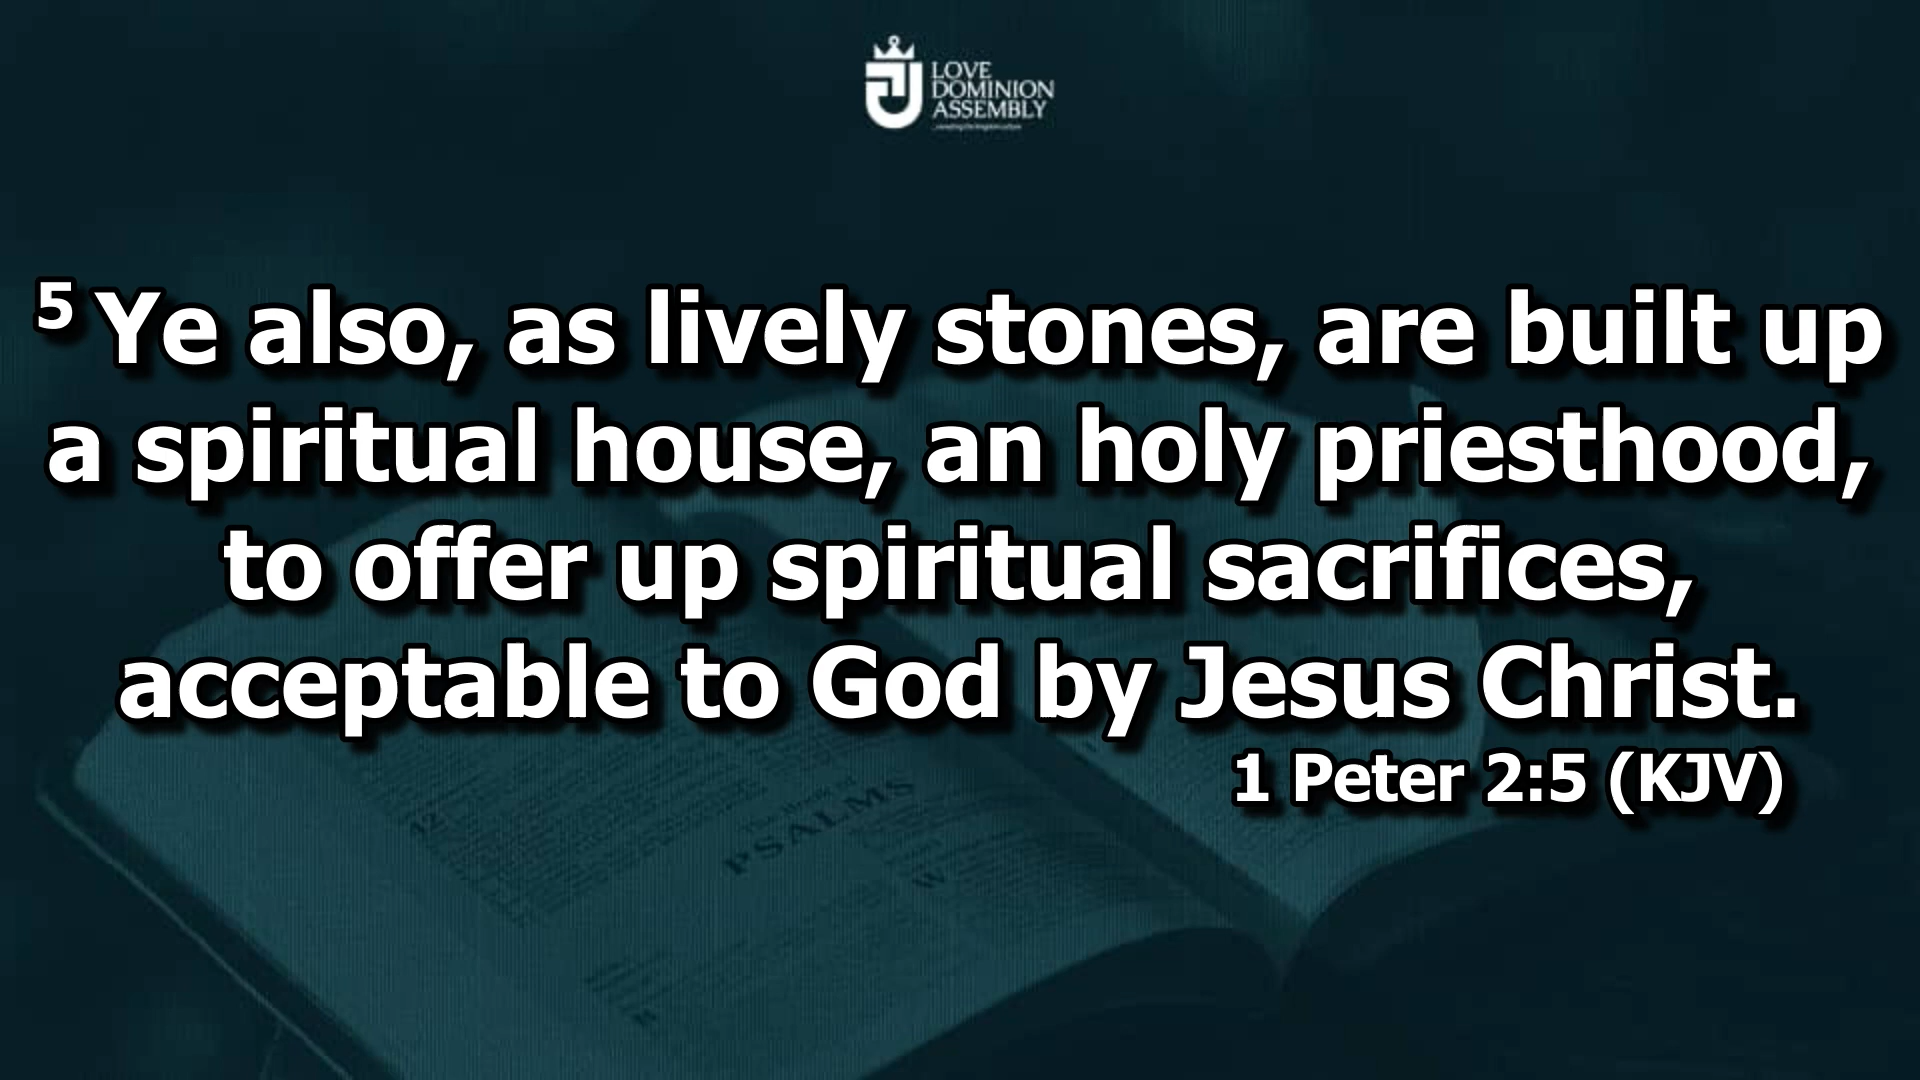 LOVE
DOMINION
ASSEMBLY
5 Ye also, as lively stones, are built up
a spiritual house, an holy priesthood,
to offer up spiritual sacrifices,
acceptable to God by Jesus Christ.
1 Peter 2:5 (KJV)
12
PSALMS
W